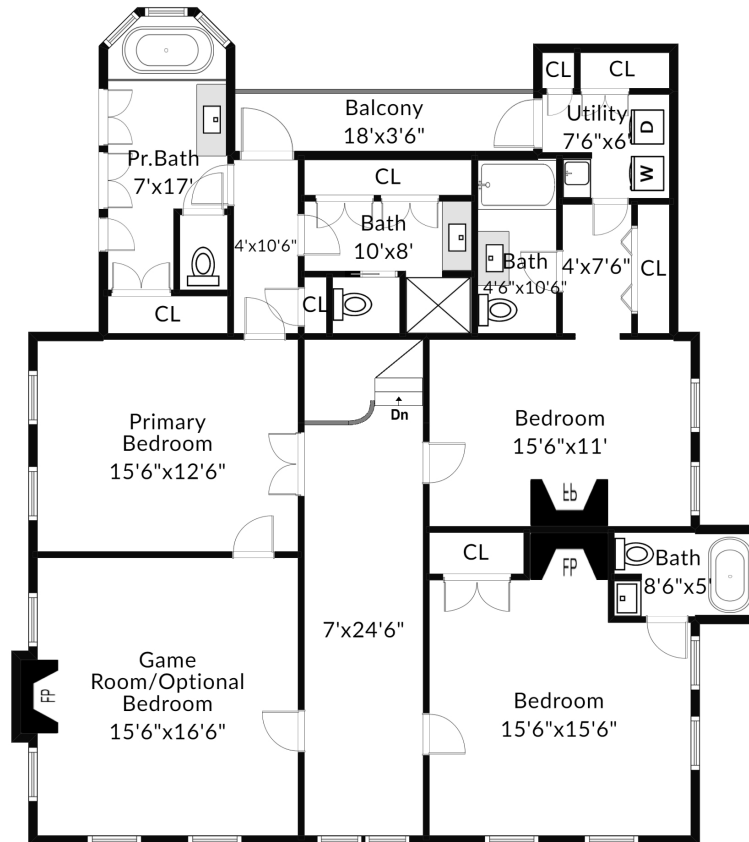 CL
CL
Balcony
18'x3'6"
Utility
7'6"x6'
D
W
Pr.Bath
7'x17'
CL
Bath
10'x8'
4'x10'6"
Bath
4'6"x10'6"
4'x7'6"
CL
CL
CL
Dn
Primary
Bedroom
15'6"x12'6"
Bedroom
15'6"x11'
FP
CL
FP
Bath
8'6"x5'
7'x24'6"
Game
Room/Optional
Bedroom
15'6"x16'6"
FP
Bedroom
15'6"x15'6"